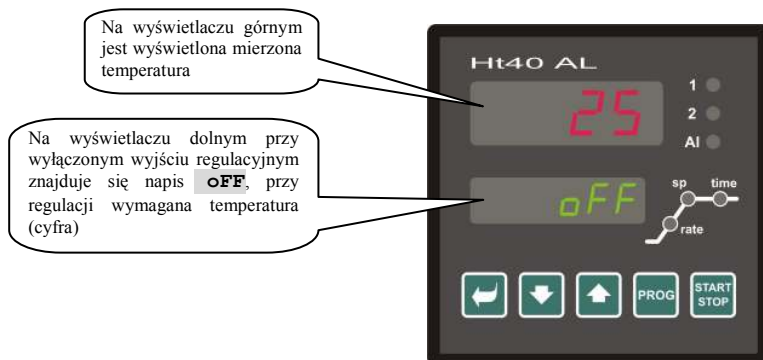 Na wyświetlaczu górnym
jest wyświetlona mierzona
temperatura
Na wyświetlaczu dolnym przy
wyłączonym wyjściu regulacyjnym
znajduje się napis oFF, przy
regulacji wymagana temperatura
(cyfra)
Ht40 AL
25
1
2
Al
oFF
sp time
rate
PROG
START
STOP